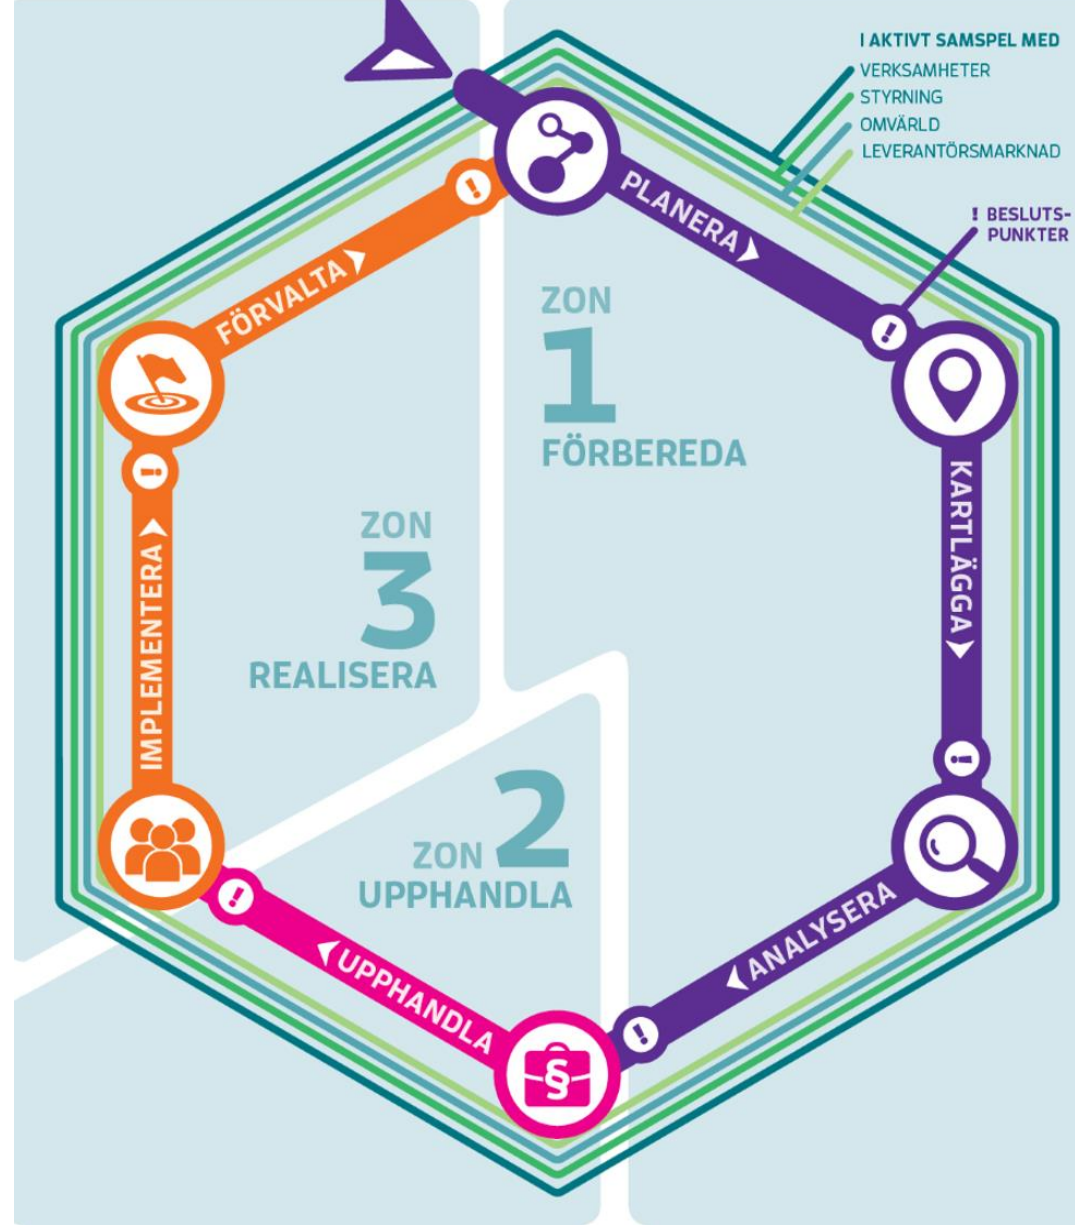 I AKTIVT SAMSPEL MED
VERKSAMHETER
STYRNING
OMVÄRLD
LEVERANTÖRSMARKNAD
! BESLUTS-
PUNKTER
!
PLANERA
!
FÖRVALTA
ZON
1
FÖRBEREDA
!
KARTLÄGGA
ZON
3
REALISERA
IMPLEMENTERA
!
ZON 2
UPPHANDLA
!
ANALYSERA
UPPHANDLA
!
§